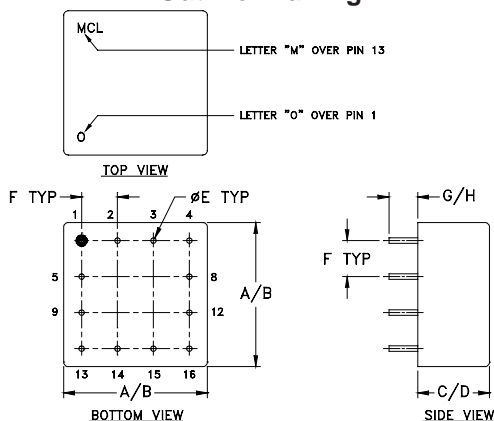 MCL
LETTER "M" OVER PIN 13
O
LETTER "O" OVER PIN 1
TOP VIEW
F TYP
øE TYP
1 2 3 4
5 8
9 12
13 14 15 16
A/B
A/B
BOTTOM VIEW
G/H
F TYP
C/D
SIDE VIEW